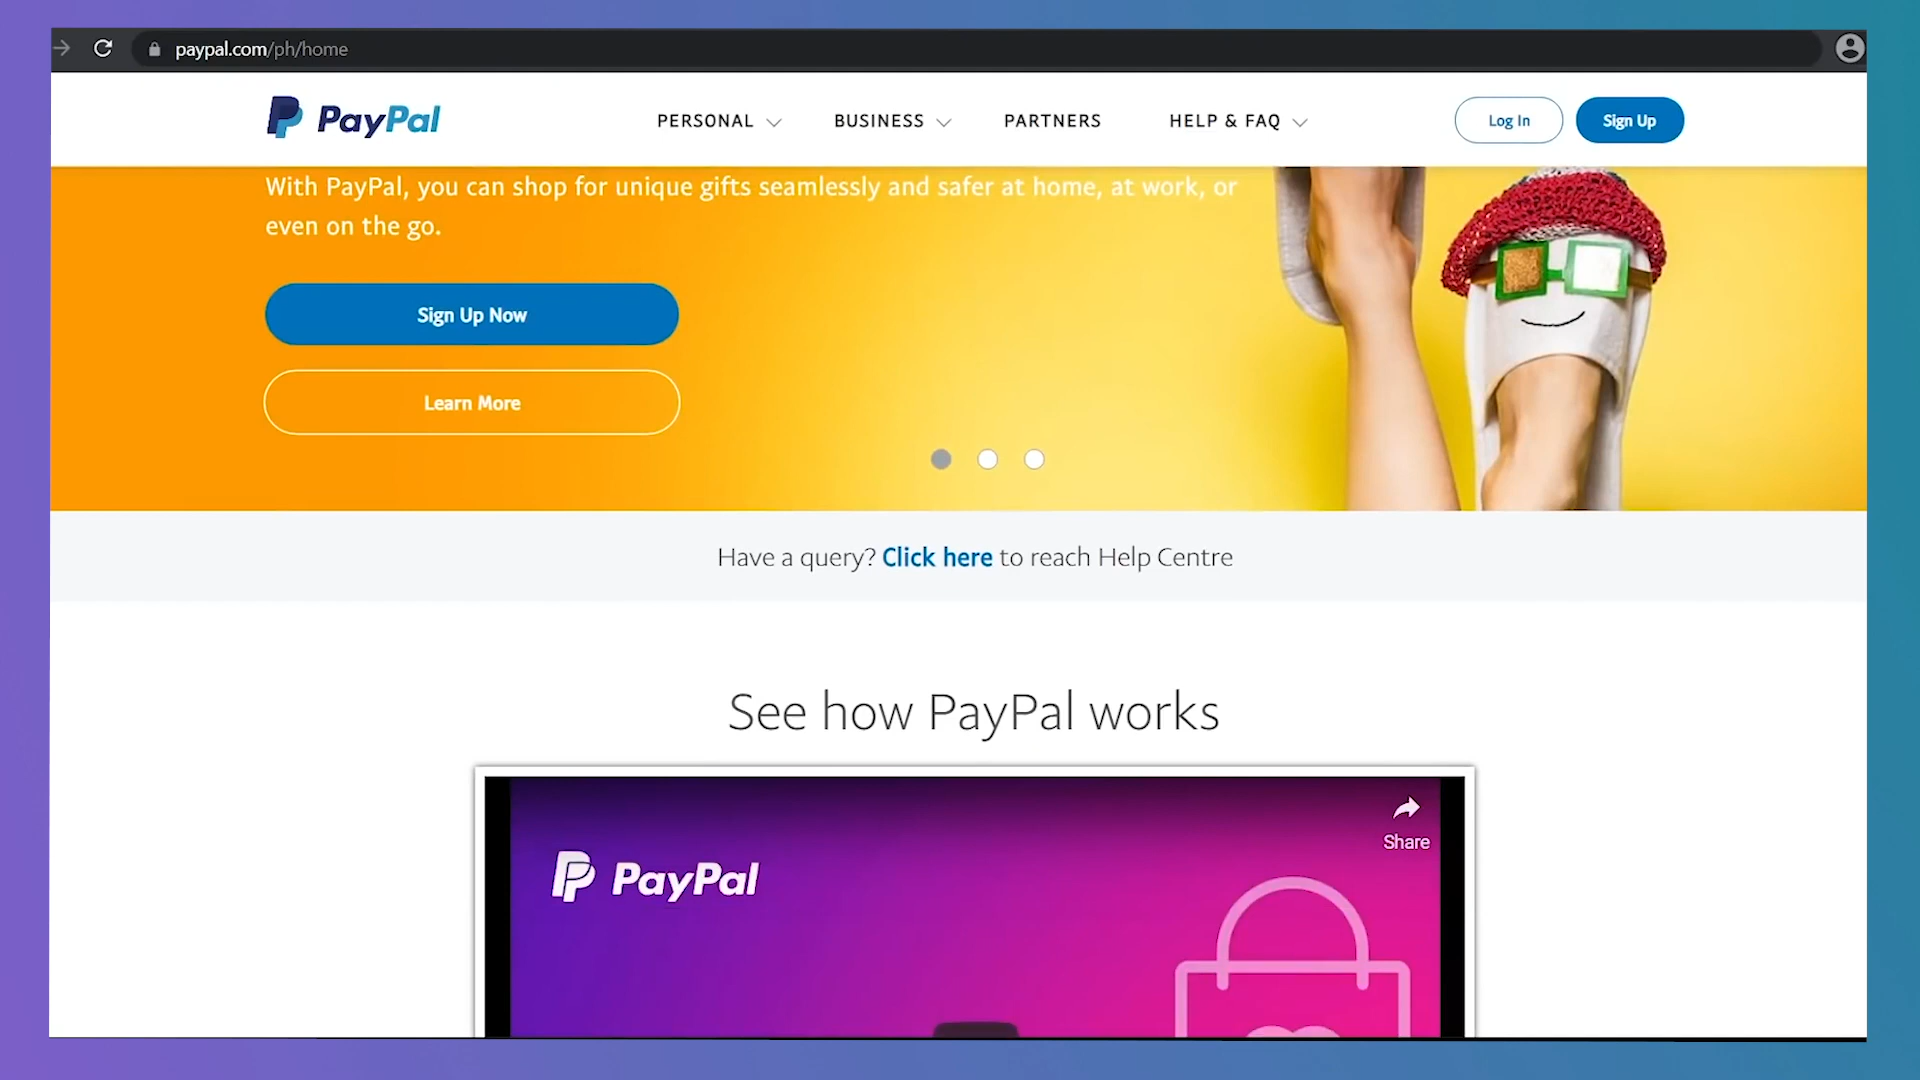 paypal.com/ph/home
PayPal
PERSONAL
BUSINESS
PARTNERS
HELP & FAQ
Log In
Sign Up
With PayPal, you can shop for unique gifts seamlessly and safer at home, at work, or
even on the go.
Sign Up Now
Learn More
Have a query? Click here to reach Help Centre
See how PayPal works
PayPal
Share